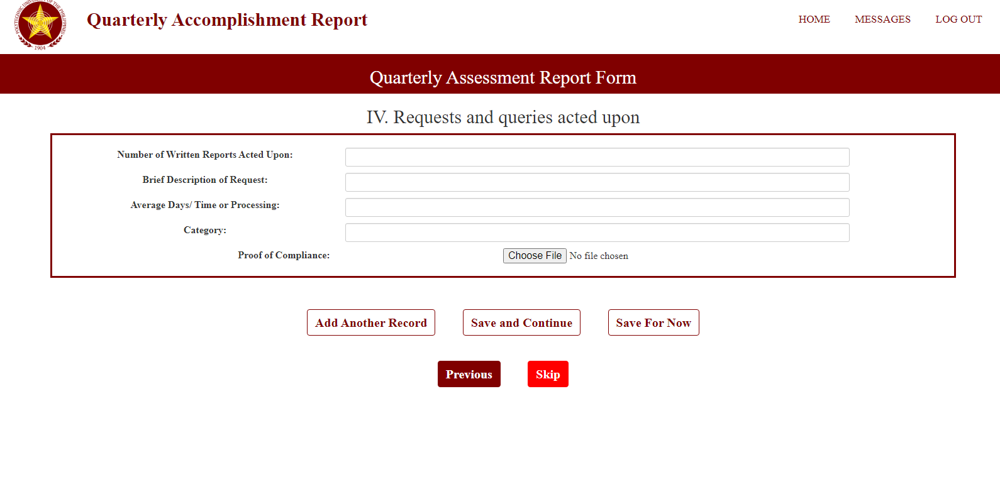 POLYTECHNIC UNIVERSITY OF THE PHILIPPINES
1904
Quarterly Accomplishment Report
HOME MESSAGES LOG OUT
Quarterly Assessment Report Form
IV. Requests and queries acted upon
Number of Written Reports Acted Upon:
Brief Description of Request:
Average Days/ Time or Processing:
Category:
Proof of Compliance: Choose File No file chosen
Add Another Record Save and Continue Save For Now
Previous Skip